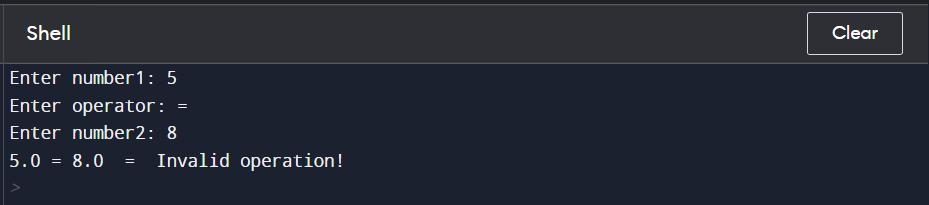 Shell
Clear
Enter number1: 5
Enter operator: =
Enter number2: 8
5.0 = 8.0  =  Invalid operation!
>